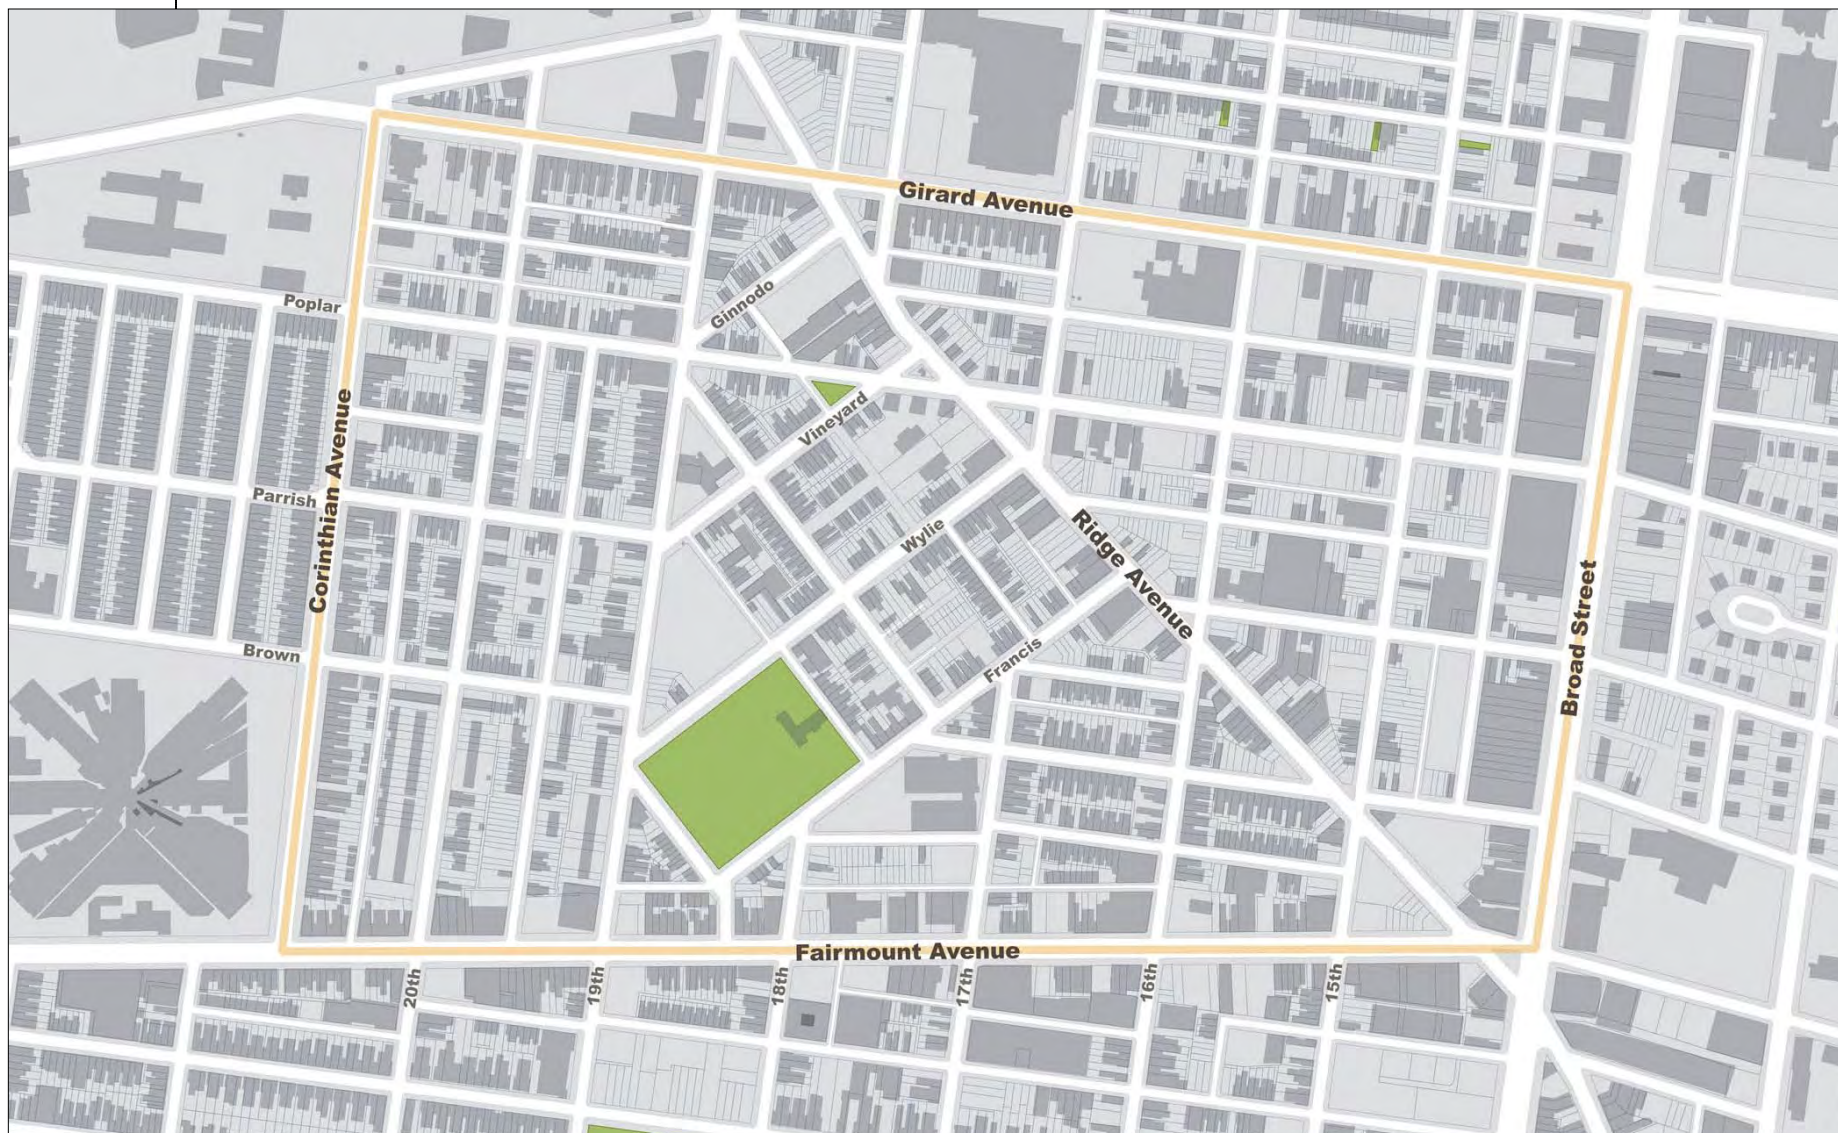 Girard Avenue
Ginnodo
Poplar
Vineyard
Corinthian Avenue
Parrish
Wylie
Ridge Avenue
Broad Street
Brown
Francis
Fairmount Avenue
20th
19th
18th
17th
16th
15th